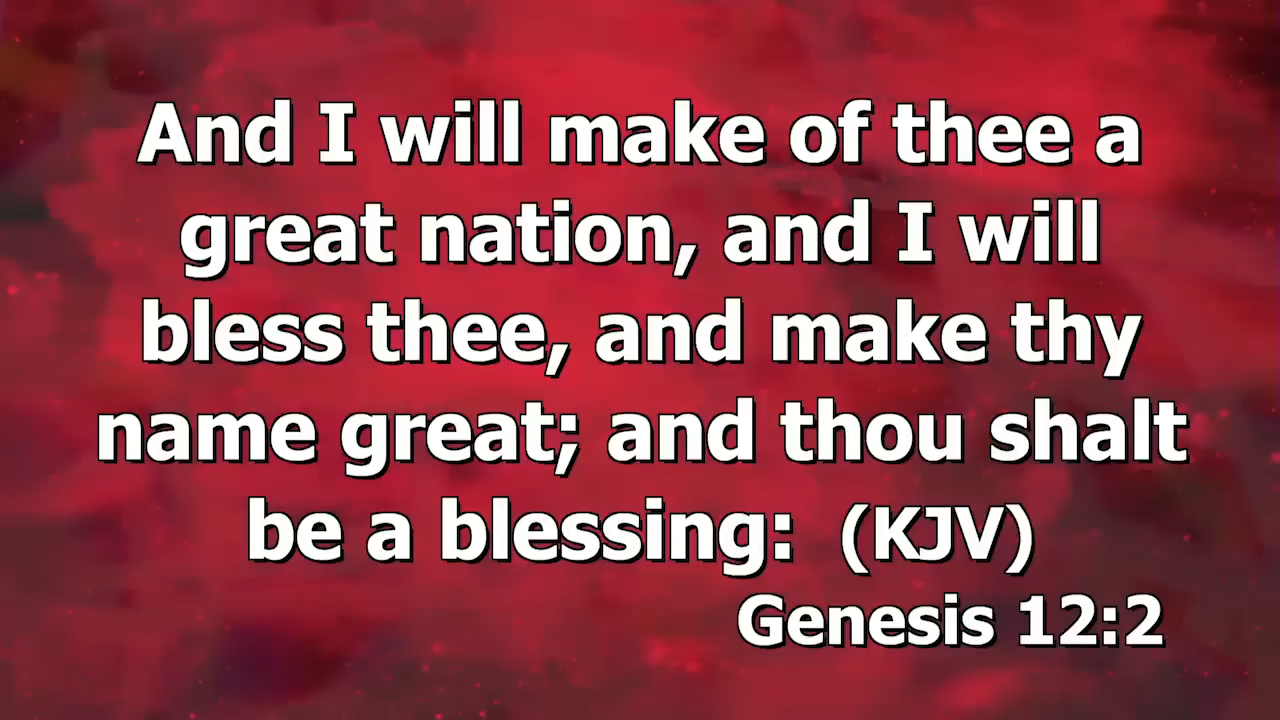 And I will make of thee a
great nation, and I will
bless thee, and make thy
name great; and thou shalt
be a blessing: (KJV)
Genesis 12:2